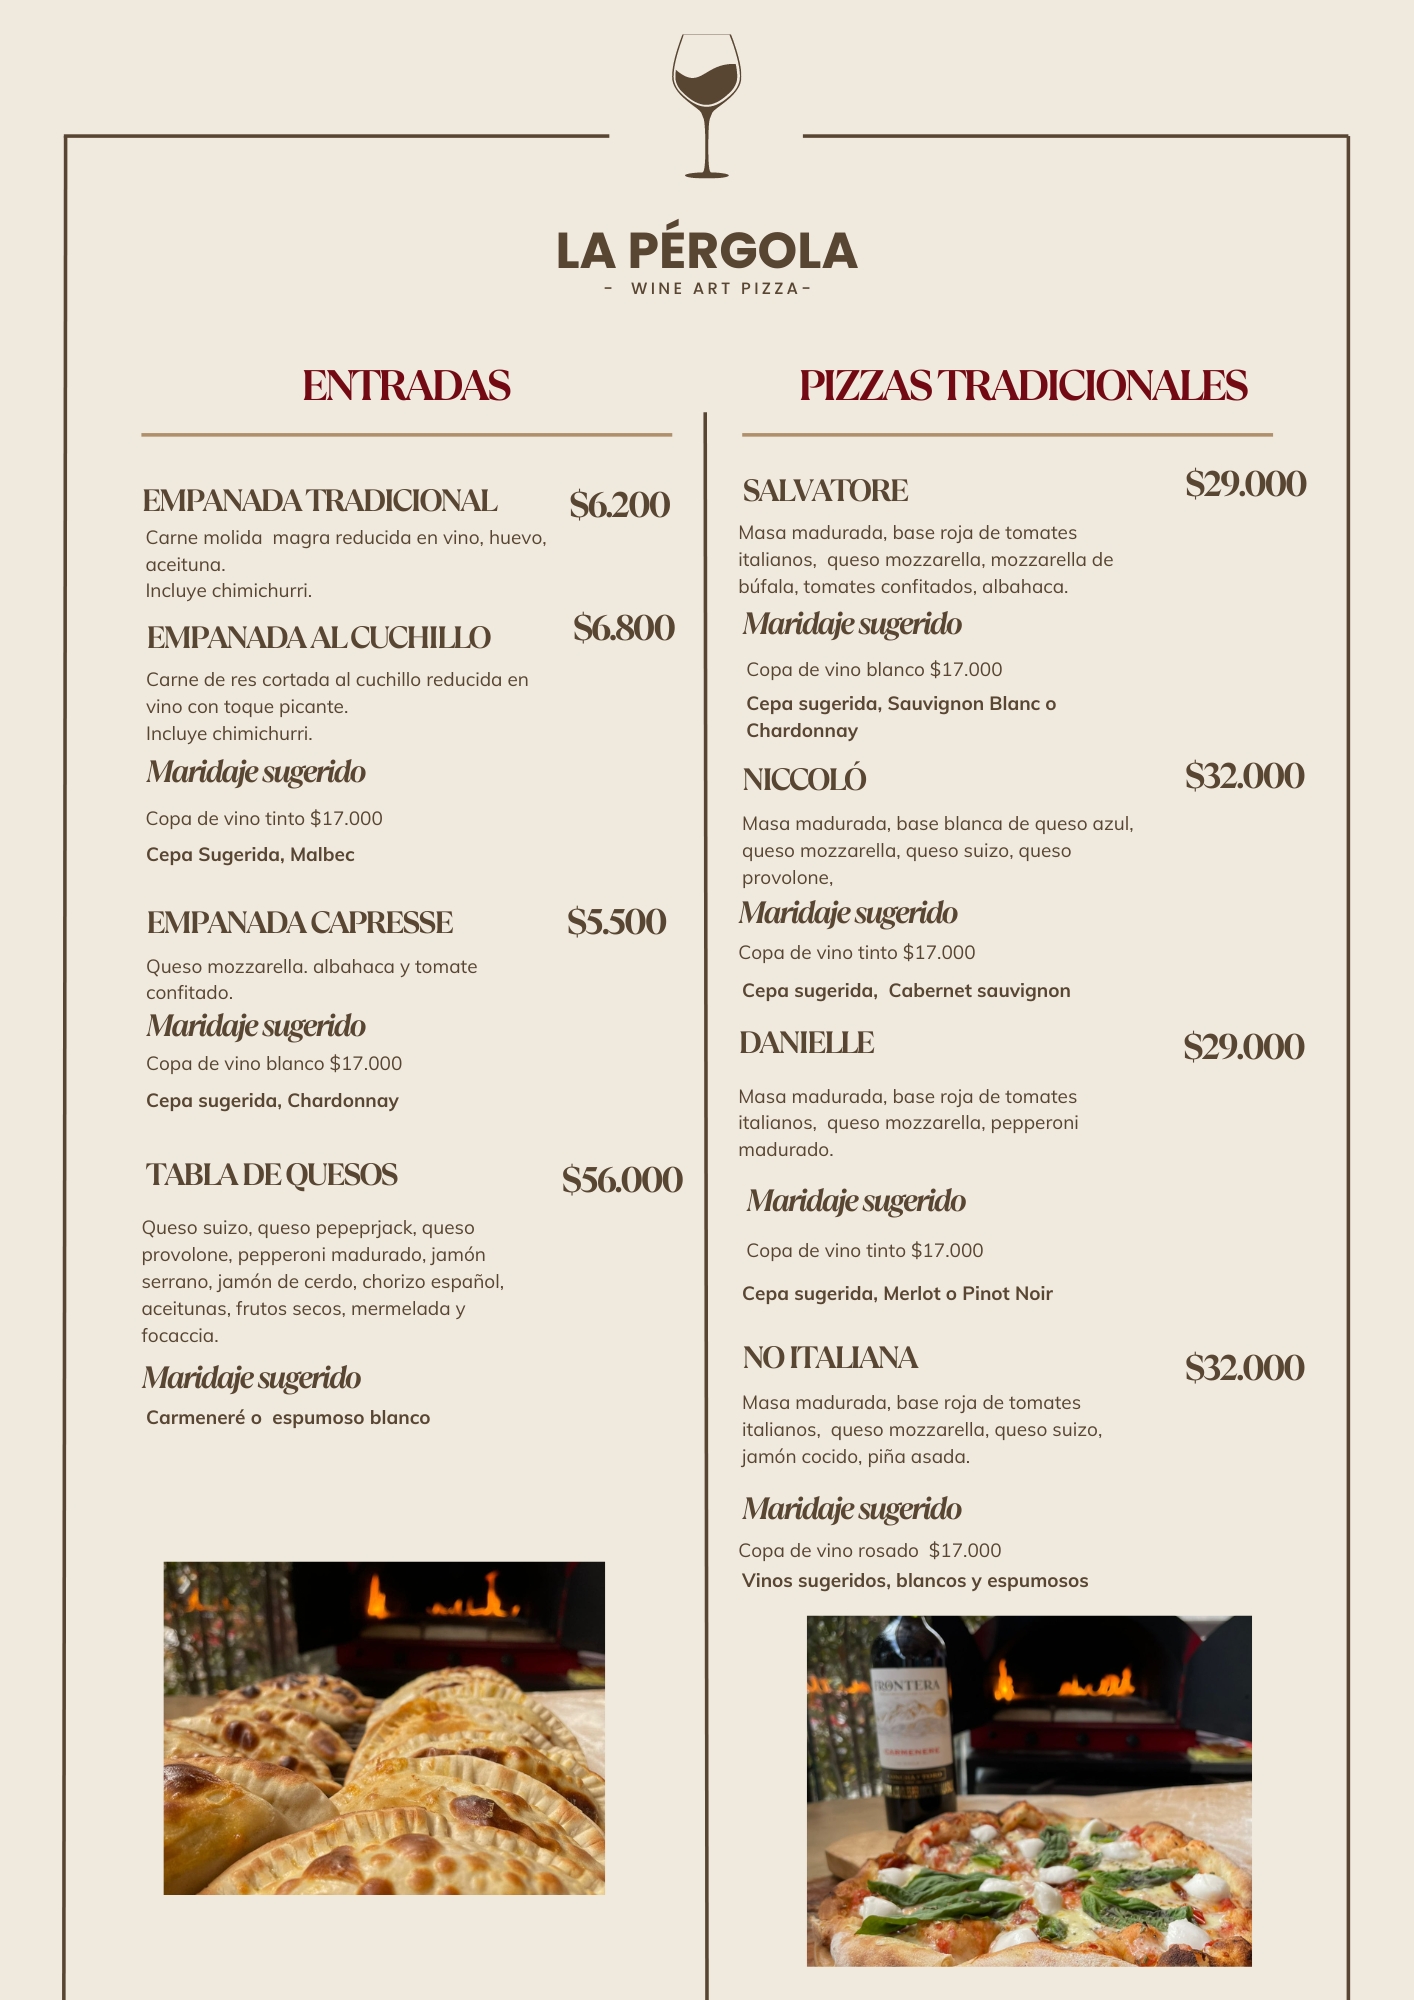 LA PÉRGOLA
- WINE ART PIZZA-
ENTRADAS
EMPANADA TRADICIONAL
$6.200
Carne molida  magra reducida en vino, huevo,
aceituna.
Incluye chimichurri.
EMPANADA AL CUCHILLO
$6.800
Carne de res cortada al cuchillo reducida en
vino con toque picante.
Incluye chimichurri.
Maridaje sugerido
Copa de vino tinto $17.000
Cepa Sugerida, Malbec
EMPANADA CAPRESSE
$5.500
Queso mozzarella. albahaca y tomate
confitado.
Maridaje sugerido
Copa de vino blanco $17.000
Cepa sugerida, Chardonnay
TABLA DE QUESOS
$56.000
Queso suizo, queso pepeprjack, queso
provolone, pepperoni madurado, jamón
serrano, jamón de cerdo, chorizo español,
aceitunas, frutos secos, mermelada y
focaccia.
Maridaje sugerido
Carmeneré o  espumoso blanco
PIZZAS TRADICIONALES
SALVATORE
$29.000
Masa madurada, base roja de tomates
italianos,  queso mozzarella, mozzarella de
búfala, tomates confitados, albahaca.
Maridaje sugerido
Copa de vino blanco $17.000
Cepa sugerida, Sauvignon Blanc o
Chardonnay
NICCOLÓ
$32.000
Masa madurada, base blanca de queso azul,
queso mozzarella, queso suizo, queso
provolone,
Maridaje sugerido
Copa de vino tinto $17.000
Cepa sugerida,  Cabernet sauvignon
DANIELLE
$29.000
Masa madurada, base roja de tomates
italianos,  queso mozzarella, pepperoni
madurado.
Maridaje sugerido
Copa de vino tinto $17.000
Cepa sugerida, Merlot o Pinot Noir
NO ITALIANA
$32.000
Masa madurada, base roja de tomates
italianos,  queso mozzarella, queso suizo,
jamón cocido, piña asada.
Maridaje sugerido
Copa de vino rosado  $17.000
Vinos sugeridos, blancos y espumosos
FRONTERA
CARMENERE